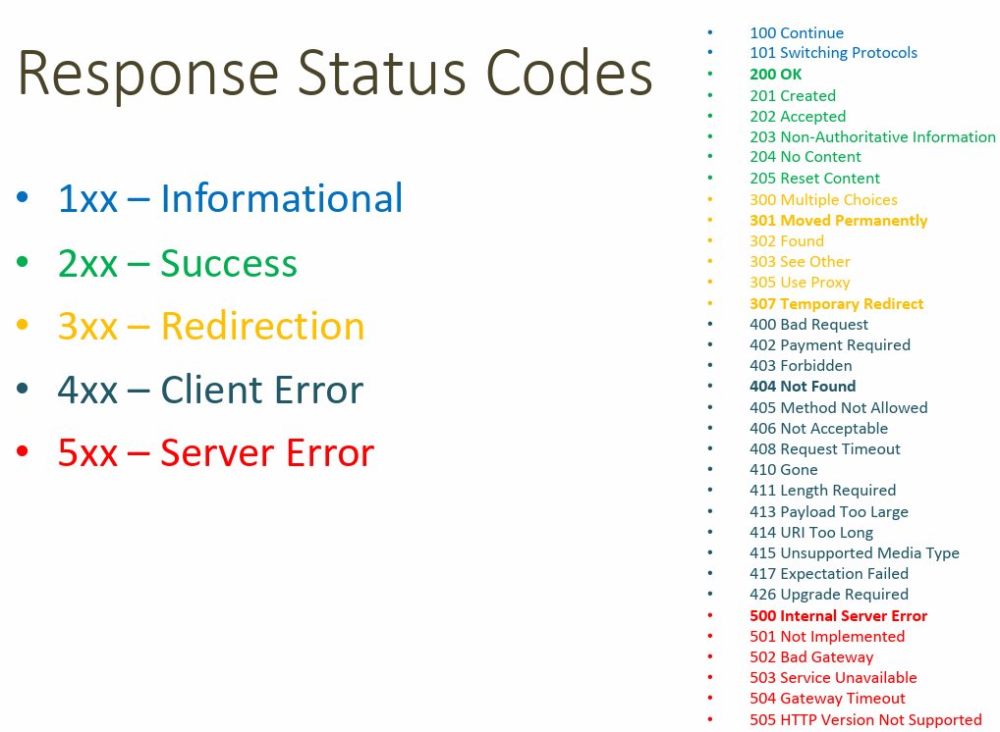 Response Status Codes
• 1xx – Informational
• 2xx – Success
• 3xx – Redirection
• 4xx – Client Error
• 5xx – Server Error
• 100 Continue
• 101 Switching Protocols
• 200 OK
• 201 Created
• 202 Accepted
• 203 Non-Authoritative Information
• 204 No Content
• 205 Reset Content
• 300 Multiple Choices
• 301 Moved Permanently
• 302 Found
• 303 See Other
• 305 Use Proxy
• 307 Temporary Redirect
• 400 Bad Request
• 402 Payment Required
• 403 Forbidden
• 404 Not Found
• 405 Method Not Allowed
• 406 Not Acceptable
• 408 Request Timeout
• 410 Gone
• 411 Length Required
• 413 Payload Too Large
• 414 URI Too Long
• 415 Unsupported Media Type
• 417 Expectation Failed
• 426 Upgrade Required
• 500 Internal Server Error
• 501 Not Implemented
• 502 Bad Gateway
• 503 Service Unavailable
• 504 Gateway Timeout
• 505 HTTP Version Not Supported